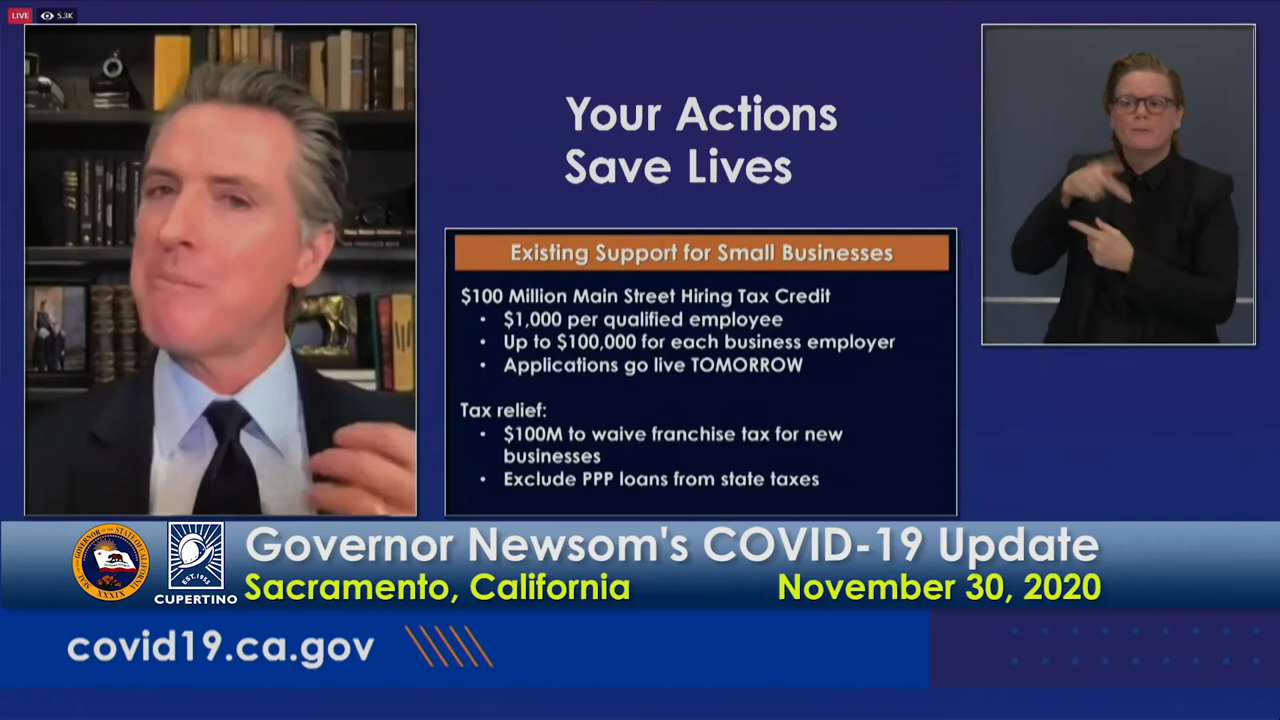 LIVE
5.3K
Your Actions
Save Lives
Existing Support for Small Businesses
$100 Million Main Street Hiring Tax Credit
• $1,000 per qualified employee
• Up to $100,000 for each business employer
• Applications go live TOMORROW
Tax relief:
• $100M to waive franchise tax for new
businesses
• Exclude PPP loans from state taxes
EST. 1955
CUPERTINO
Governor Newsom's COVID-19 Update
Sacramento, California
November 30, 2020
covid19.ca.gov